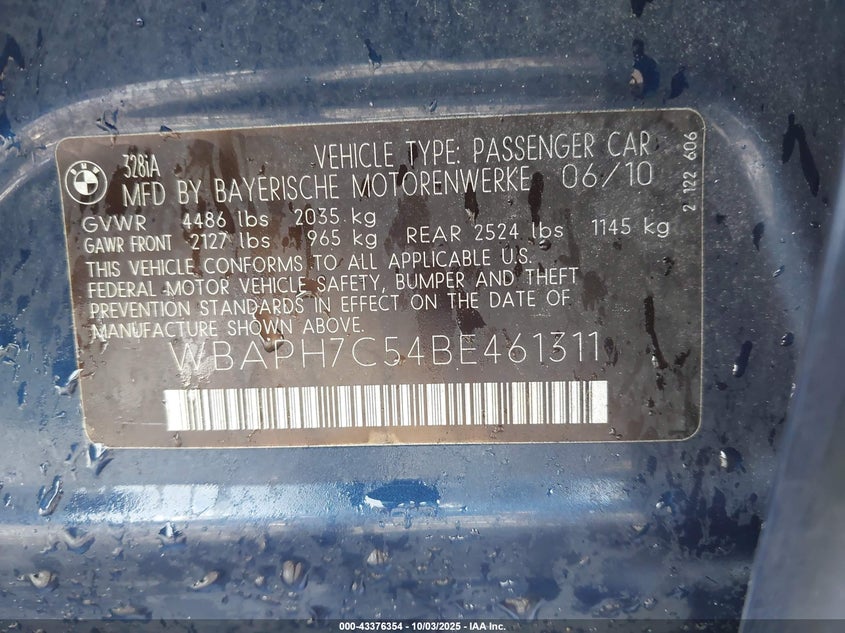 BMW
328iA
VEHICLE TYPE: PASSENGER CAR
MFD BY BAYERISCHE MOTORENWERKE 06/10
GVWR 4486 lbs 2035 kg
GAWR FRONT 2127 lbs 965 kg REAR 2524 lbs 1145 kg
THIS VEHICLE CONFORMS TO ALL APPLICABLE U.S.
FEDERAL MOTOR VEHICLE SAFETY, BUMPER AND THEFT
PREVENTION STANDARDS IN EFFECT ON THE DATE OF
MANUFACTURE SHOWN ABOVE.
WBAPH7C54BE461311
2 122 606
000-43376354 | 10/03/2025 - IAA Inc.